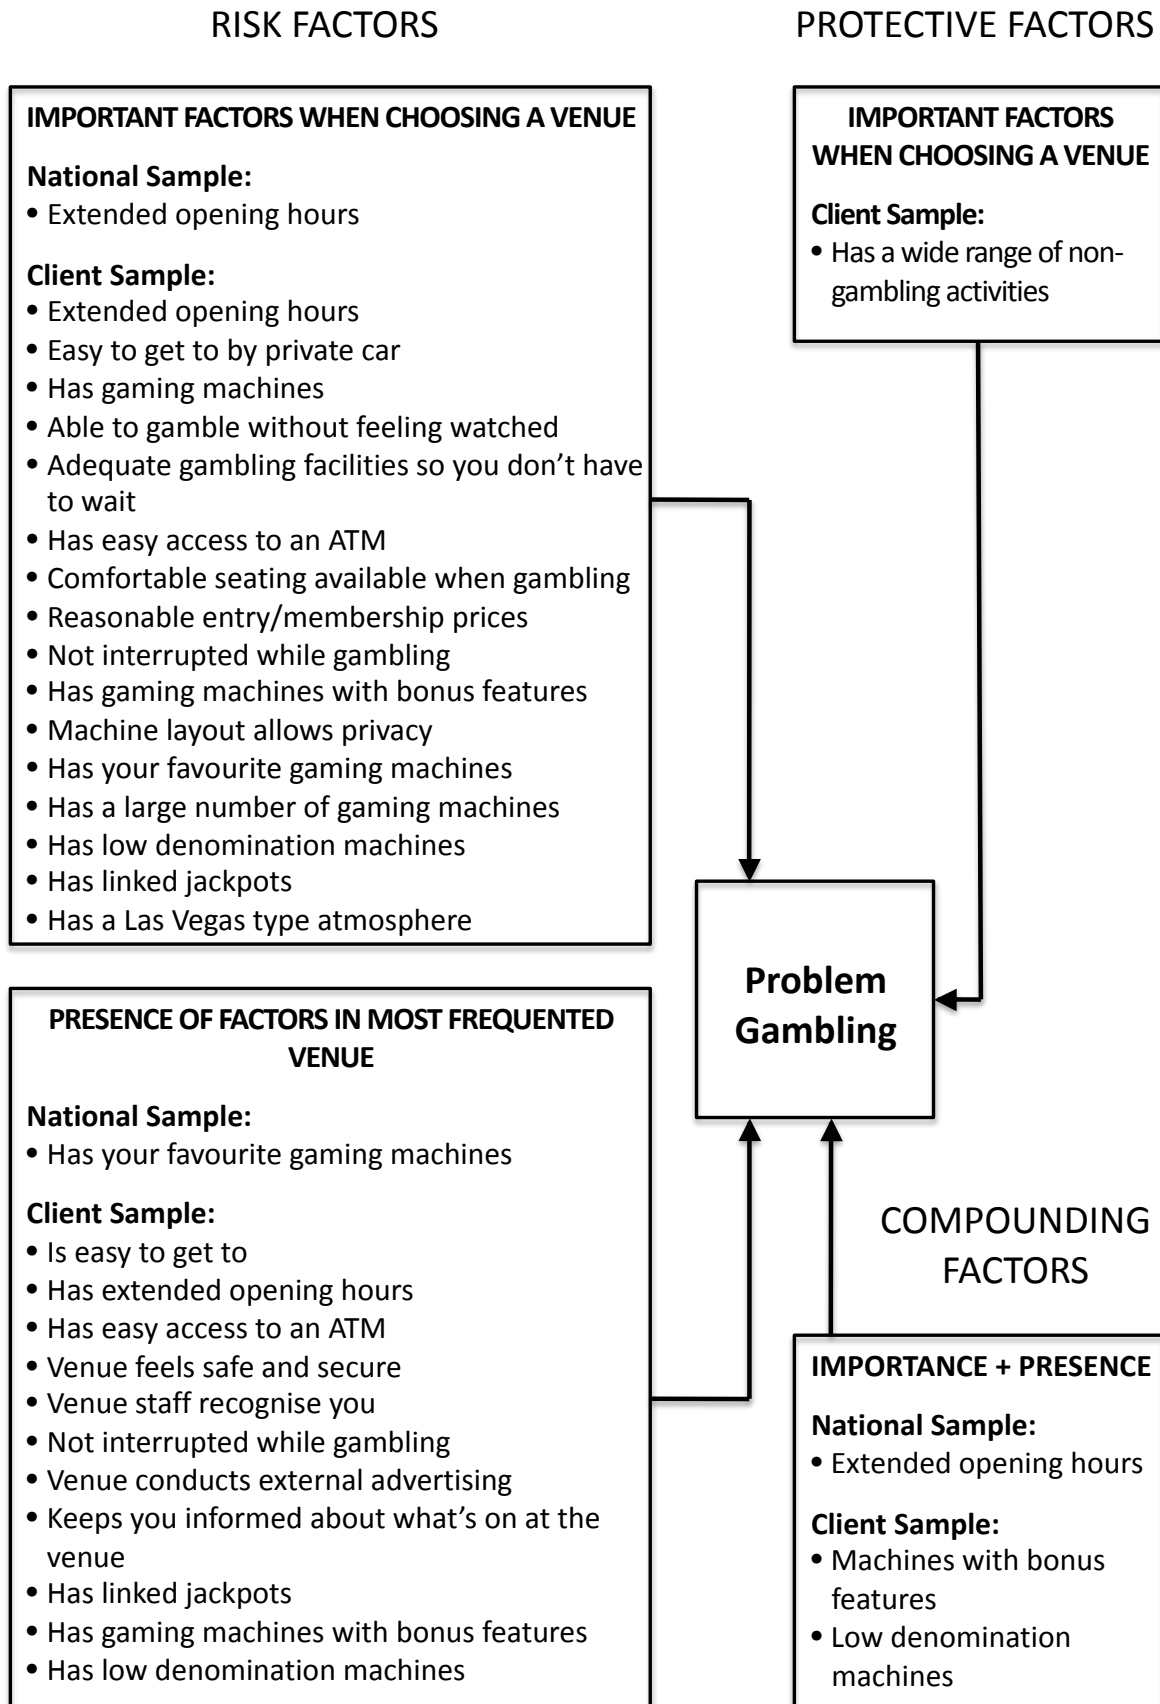 RISK FACTORS
IMPORTANT FACTORS WHEN CHOOSING A VENUE
National Sample:
• Extended opening hours
Client Sample:
• Extended opening hours
• Easy to get to by private car
• Has gaming machines
• Able to gamble without feeling watched
• Adequate gambling facilities so you don't have
to wait
• Has easy access to an ATM
• Comfortable seating available when gambling
• Reasonable entry/membership prices
• Not interrupted while gambling
• Has gaming machines with bonus features
• Machine layout allows privacy
• Has your favourite gaming machines
• Has a large number of gaming machines
• Has low denomination machines
• Has linked jackpots
• Has a Las Vegas type atmosphere
PRESENCE OF FACTORS IN MOST FREQUENTED
VENUE
National Sample:
• Has your favourite gaming machines
Client Sample:
• Is easy to get to
• Has extended opening hours
• Has easy access to an ATM
• Venue feels safe and secure
• Venue staff recognise you
• Not interrupted while gambling
• Venue conducts external advertising
• Keeps you informed about what's on at the
venue
• Has linked jackpots
• Has gaming machines with bonus features
• Has low denomination machines
PROTECTIVE FACTORS
IMPORTANT FACTORS
WHEN CHOOSING A VENUE
Client Sample:
• Has a wide range of non-
gambling activities
Problem
Gambling
COMPOUNDING
FACTORS
IMPORTANCE + PRESENCE
National Sample:
• Extended opening hours
Client Sample:
• Machines with bonus
features
• Low denomination
machines